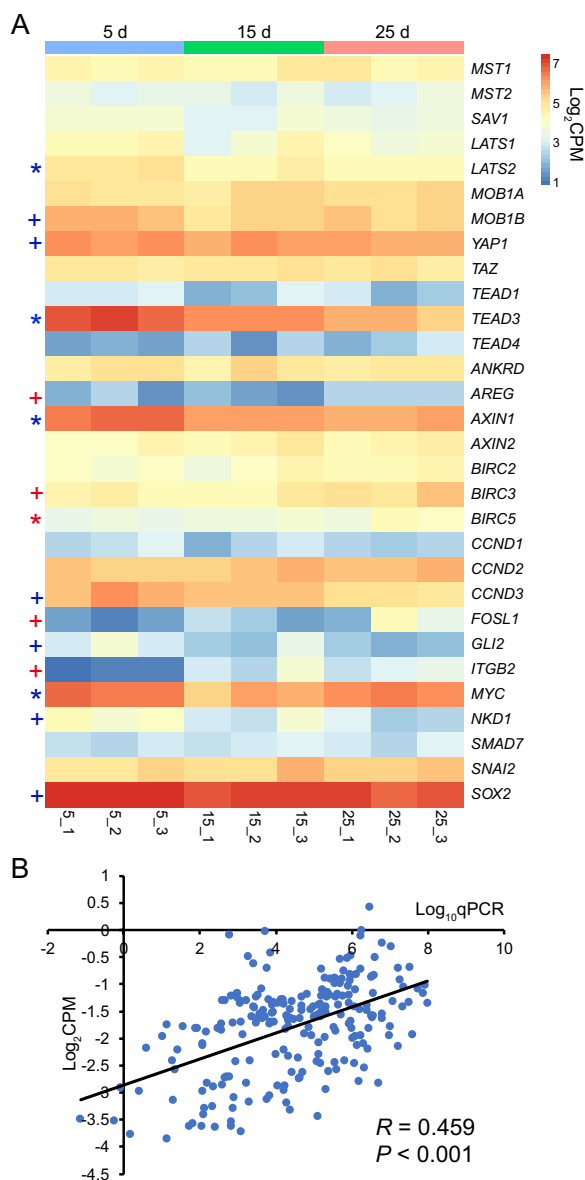 A
5 d 15 d 25 d
MST1
MST2
SAV1
LATS1
* LATS2
MOB1A
+ MOB1B
+ YAP1
TAZ
TEAD1
* TEAD3
TEAD4
ANKRD
+ AREG
* AXIN1
AXIN2
BIRC2
+ BIRC3
* BIRC5
CCND1
CCND2
+ CCND3
+ FOSL1
+ GLI2
+ ITGB2
* MYC
+ NKD1
SMAD7
SNAI2
+ SOX2
5_1 5_2 5_3 15_1 15_2 15_3 25_1 25_2 25_3
7
5
3
1
Log₂CPM
B
Log₁₀qPCR
1
0.5
0
-0.5
-1
-1.5
-2
-2.5
-3
-3.5
-4
-4.5
-2 0 2 4 6 8 10
Log₂CPM
R = 0.459
P < 0.001